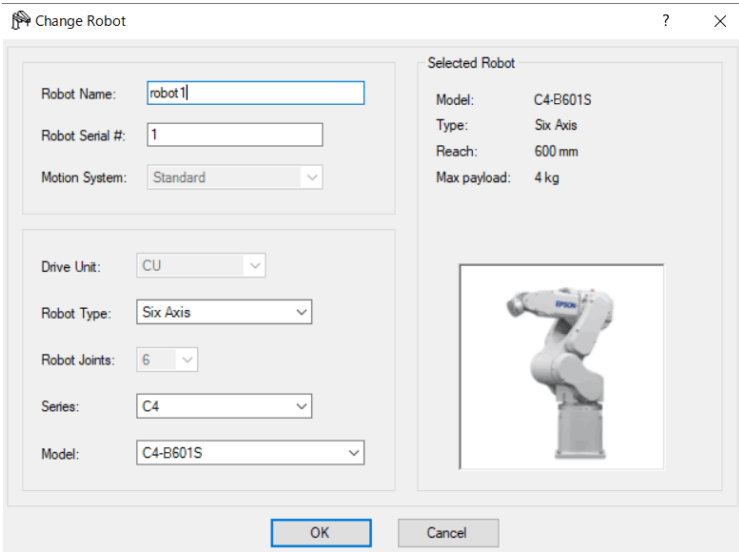 Change Robot
?
Robot Name: robot1
Robot Serial #: 1
Motion System: Standard
Drive Unit: CU
Robot Type: Six Axis
Robot Joints: 6
Series: C4
Model: C4-B601S
Selected Robot
Model: C4-B601S
Type: Six Axis
Reach: 600 mm
Max payload: 4 kg
EPSON
OK
Cancel